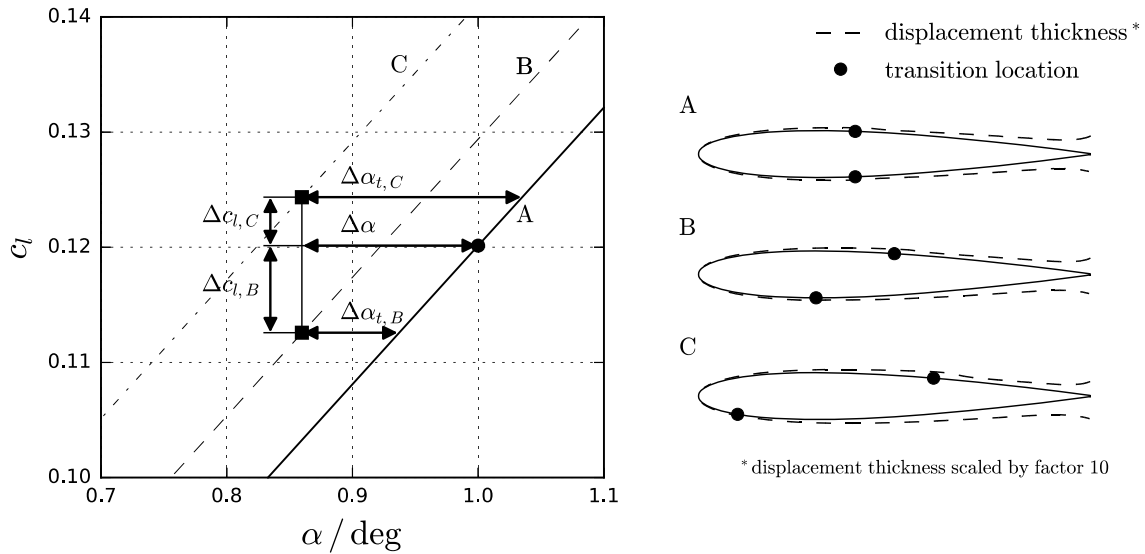 0.14
0.13
0.12
0.11
0.10
c_l
0.7
0.8
0.9
1.0
1.1
α / deg
C
B
A
Δc_{l, C}
Δc_{l, B}
Δα_{t, C}
Δα
Δα_{t, B}
displacement thickness *
transition location
A
B
C
* displacement thickness scaled by factor 10